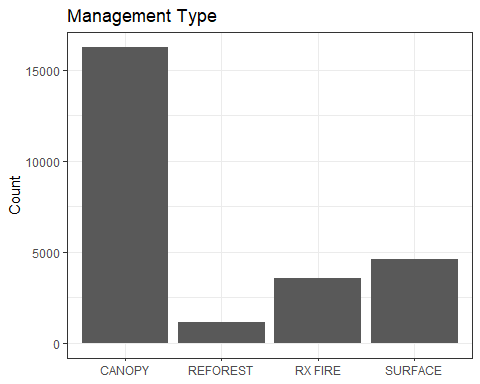 Management Type
Count
15000
10000
5000
0
CANOPY REFOREST RX FIRE SURFACE